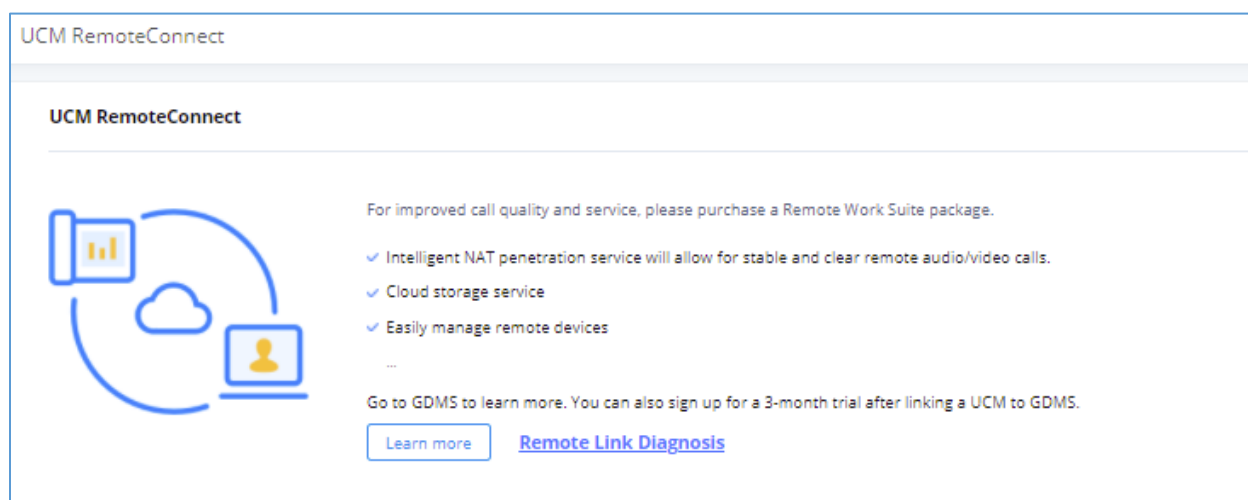 UCM RemoteConnect
UCM RemoteConnect
For improved call quality and service, please purchase a Remote Work Suite package.
Intelligent NAT penetration service will allow for stable and clear remote audio/video calls.
Cloud storage service
Easily manage remote devices
...
Go to GDMS to learn more. You can also sign up for a 3-month trial after linking a UCM to GDMS.
Learn more Remote Link Diagnosis